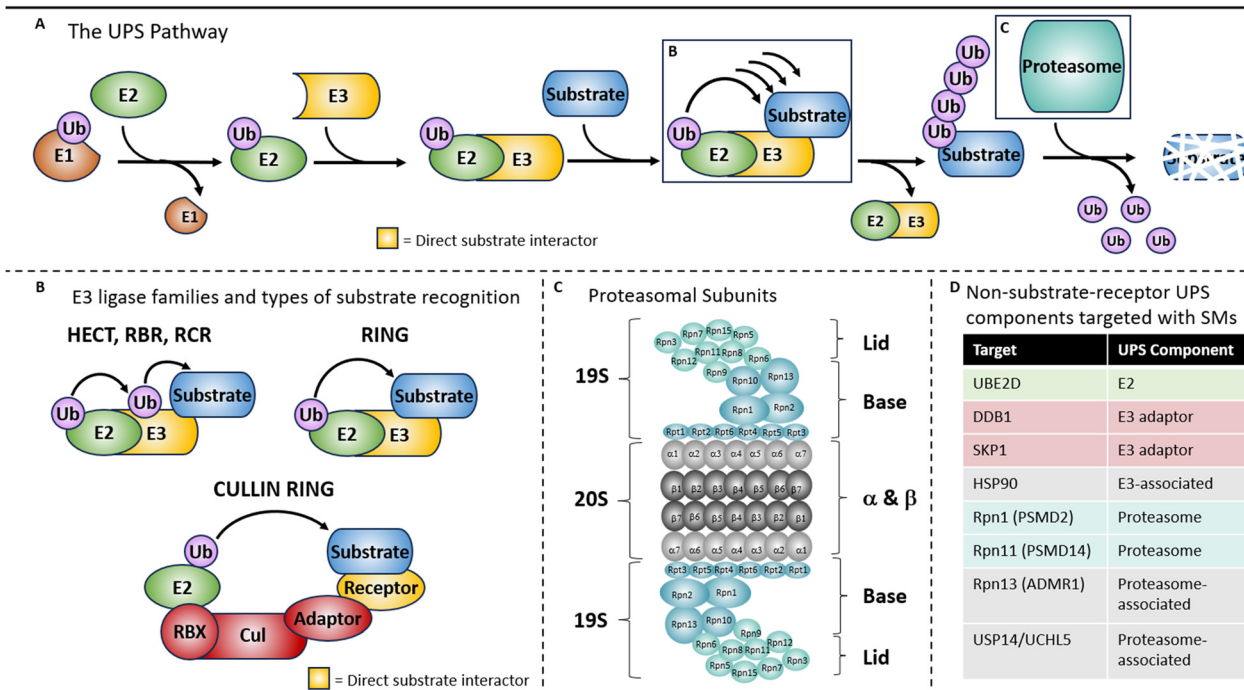 A
The UPS Pathway
Ub
E1
E2
E1
Ub
E2
E3
Ub
E2
E3
Substrate
B
Ub
E2
E3
Substrate
E2
E3
Ub
Ub
Ub
Ub
Substrate
C
Proteasome
Ub
Ub
Ub
Ub
Substrate
= Direct substrate interactor
B
E3 ligase families and types of substrate recognition
HECT, RBR, RCR
Ub
Ub
Substrate
E2
E3
RING
Ub
Substrate
E2
E3
CULLIN RING
Ub
Substrate
E2
Receptor
RBX
Cul
Adaptor
= Direct substrate interactor
C
Proteasomal Subunits
19S
Rpn3 Rpn7 Rpn15 Rpn5
Rpn12 Rpn11 Rpn8 Rpn6
Rpn9 Rpn10 Rpn13
Rpn1 Rpn2
Rpt1 Rpt2 Rpt6 Rpt4 Rpt5 Rpt3
Lid
Base
20S
α1 α2 α3 α4 α5 α6 α7
β1 β2 β3 β4 β5 β6 β7
β7 β6 β5 β4 β3 β2 β1
α7 α6 α5 α4 α3 α2 α1
α & β
19S
Rpt3 Rpt5 Rpt4 Rpt6 Rpt2 Rpt1
Rpn2 Rpn1
Rpn13 Rpn10 Rpn9
Rpn6 Rpn8 Rpn11 Rpn12
Rpn5 Rpn15 Rpn7 Rpn3
Base
Lid
D
Non-substrate-receptor UPS
components targeted with SMs
Target UPS Component
UBE2D E2
DDB1 E3 adaptor
SKP1 E3 adaptor
HSP90 E3-associated
Rpn1 (PSMD2) Proteasome
Rpn11 (PSMD14) Proteasome
Rpn13 (ADMR1) Proteasome-
associated
USP14/UCHL5 Proteasome-
associated